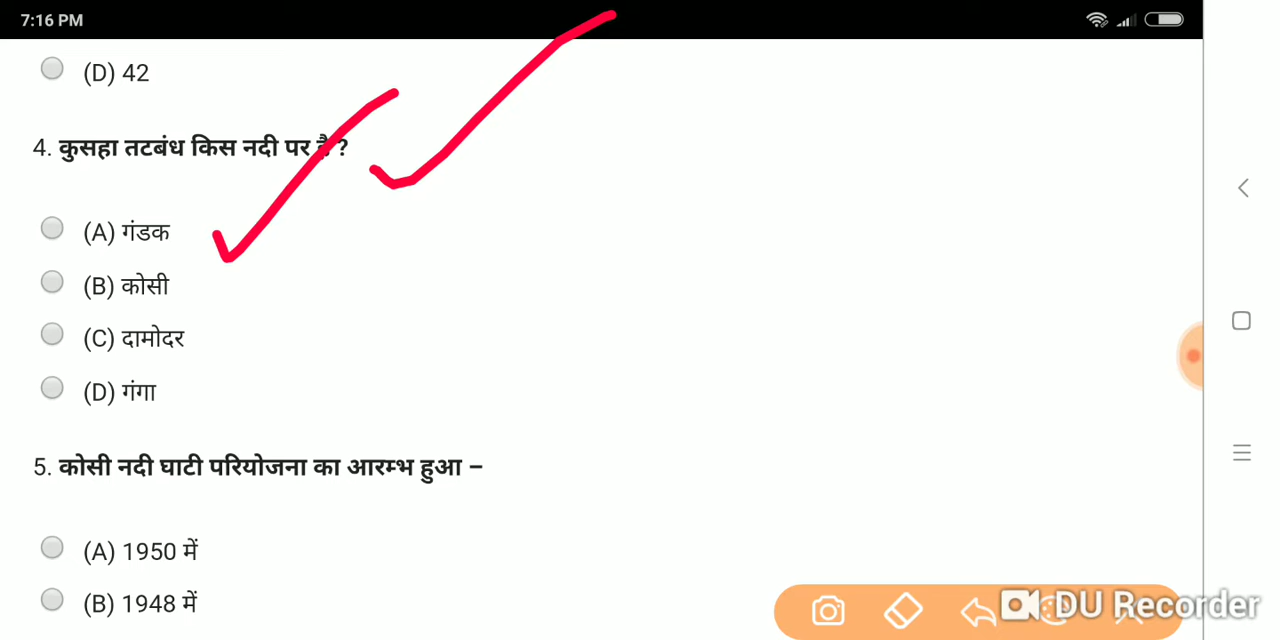 7:16 PM
(D) 42
4. कुसहा तटबंध किस नदी पर है ?
(A) गंडक
(B) कोसी
(C) दामोदर
(D) गंगा
5. कोसी नदी घाटी परियोजना का आरम्भ हुआ –
(A) 1950 में
(B) 1948 में
DU Recorder